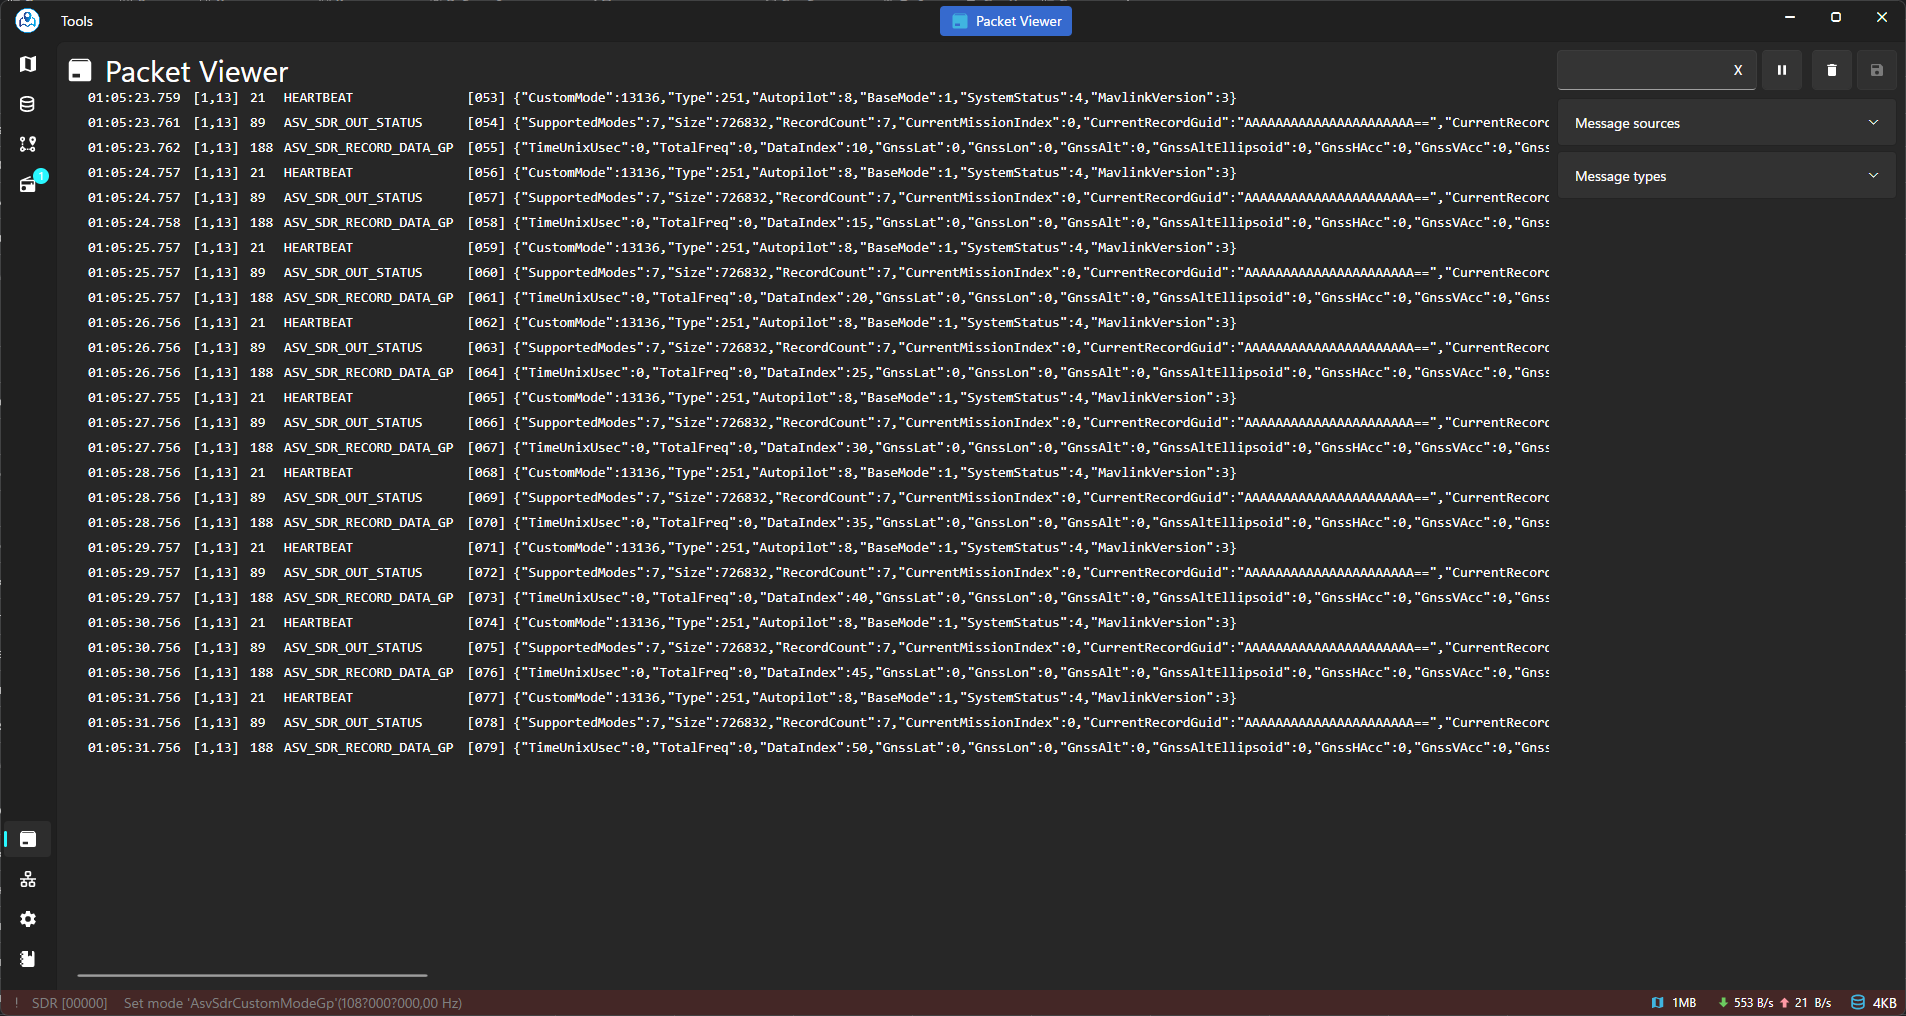 Tools
Packet Viewer
Packet Viewer
X
1
01:05:23.759 [1,13] 21 HEARTBEAT [053] {"CustomMode":13136,"Type":251,"Autopilot":8,"BaseMode":1,"SystemStatus":4,"MavlinkVersion":3}
01:05:23.761 [1,13] 89 ASV_SDR_OUT_STATUS [054] {"SupportedModes":7,"Size":726832,"RecordCount":7,"CurrentMissionIndex":0,"CurrentRecordGuid":"AAAAAAAAAAAAAAAAAAAAAA==","CurrentRecord
01:05:23.762 [1,13] 188 ASV_SDR_RECORD_DATA_GP [055] {"TimeUnixUsec":0,"TotalFreq":0,"DataIndex":10,"GnssLat":0,"GnssLon":0,"GnssAlt":0,"GnssAltEllipsoid":0,"GnssHAcc":0,"GnssVAcc":0,"Gnss
01:05:24.757 [1,13] 21 HEARTBEAT [056] {"CustomMode":13136,"Type":251,"Autopilot":8,"BaseMode":1,"SystemStatus":4,"MavlinkVersion":3}
01:05:24.757 [1,13] 89 ASV_SDR_OUT_STATUS [057] {"SupportedModes":7,"Size":726832,"RecordCount":7,"CurrentMissionIndex":0,"CurrentRecordGuid":"AAAAAAAAAAAAAAAAAAAAAA==","CurrentRecord
01:05:24.758 [1,13] 188 ASV_SDR_RECORD_DATA_GP [058] {"TimeUnixUsec":0,"TotalFreq":0,"DataIndex":15,"GnssLat":0,"GnssLon":0,"GnssAlt":0,"GnssAltEllipsoid":0,"GnssHAcc":0,"GnssVAcc":0,"Gnss
01:05:25.757 [1,13] 21 HEARTBEAT [059] {"CustomMode":13136,"Type":251,"Autopilot":8,"BaseMode":1,"SystemStatus":4,"MavlinkVersion":3}
01:05:25.757 [1,13] 89 ASV_SDR_OUT_STATUS [060] {"SupportedModes":7,"Size":726832,"RecordCount":7,"CurrentMissionIndex":0,"CurrentRecordGuid":"AAAAAAAAAAAAAAAAAAAAAA==","CurrentRecord
01:05:25.757 [1,13] 188 ASV_SDR_RECORD_DATA_GP [061] {"TimeUnixUsec":0,"TotalFreq":0,"DataIndex":20,"GnssLat":0,"GnssLon":0,"GnssAlt":0,"GnssAltEllipsoid":0,"GnssHAcc":0,"GnssVAcc":0,"Gnss
01:05:26.756 [1,13] 21 HEARTBEAT [062] {"CustomMode":13136,"Type":251,"Autopilot":8,"BaseMode":1,"SystemStatus":4,"MavlinkVersion":3}
01:05:26.756 [1,13] 89 ASV_SDR_OUT_STATUS [063] {"SupportedModes":7,"Size":726832,"RecordCount":7,"CurrentMissionIndex":0,"CurrentRecordGuid":"AAAAAAAAAAAAAAAAAAAAAA==","CurrentRecord
01:05:26.756 [1,13] 188 ASV_SDR_RECORD_DATA_GP [064] {"TimeUnixUsec":0,"TotalFreq":0,"DataIndex":25,"GnssLat":0,"GnssLon":0,"GnssAlt":0,"GnssAltEllipsoid":0,"GnssHAcc":0,"GnssVAcc":0,"Gnss
01:05:27.755 [1,13] 21 HEARTBEAT [065] {"CustomMode":13136,"Type":251,"Autopilot":8,"BaseMode":1,"SystemStatus":4,"MavlinkVersion":3}
01:05:27.756 [1,13] 89 ASV_SDR_OUT_STATUS [066] {"SupportedModes":7,"Size":726832,"RecordCount":7,"CurrentMissionIndex":0,"CurrentRecordGuid":"AAAAAAAAAAAAAAAAAAAAAA==","CurrentRecord
01:05:27.756 [1,13] 188 ASV_SDR_RECORD_DATA_GP [067] {"TimeUnixUsec":0,"TotalFreq":0,"DataIndex":30,"GnssLat":0,"GnssLon":0,"GnssAlt":0,"GnssAltEllipsoid":0,"GnssHAcc":0,"GnssVAcc":0,"Gnss
01:05:28.756 [1,13] 21 HEARTBEAT [068] {"CustomMode":13136,"Type":251,"Autopilot":8,"BaseMode":1,"SystemStatus":4,"MavlinkVersion":3}
01:05:28.756 [1,13] 89 ASV_SDR_OUT_STATUS [069] {"SupportedModes":7,"Size":726832,"RecordCount":7,"CurrentMissionIndex":0,"CurrentRecordGuid":"AAAAAAAAAAAAAAAAAAAAAA==","CurrentRecord
01:05:28.756 [1,13] 188 ASV_SDR_RECORD_DATA_GP [070] {"TimeUnixUsec":0,"TotalFreq":0,"DataIndex":35,"GnssLat":0,"GnssLon":0,"GnssAlt":0,"GnssAltEllipsoid":0,"GnssHAcc":0,"GnssVAcc":0,"Gnss
01:05:29.757 [1,13] 21 HEARTBEAT [071] {"CustomMode":13136,"Type":251,"Autopilot":8,"BaseMode":1,"SystemStatus":4,"MavlinkVersion":3}
01:05:29.757 [1,13] 89 ASV_SDR_OUT_STATUS [072] {"SupportedModes":7,"Size":726832,"RecordCount":7,"CurrentMissionIndex":0,"CurrentRecordGuid":"AAAAAAAAAAAAAAAAAAAAAA==","CurrentRecord
01:05:29.757 [1,13] 188 ASV_SDR_RECORD_DATA_GP [073] {"TimeUnixUsec":0,"TotalFreq":0,"DataIndex":40,"GnssLat":0,"GnssLon":0,"GnssAlt":0,"GnssAltEllipsoid":0,"GnssHAcc":0,"GnssVAcc":0,"Gnss
01:05:30.756 [1,13] 21 HEARTBEAT [074] {"CustomMode":13136,"Type":251,"Autopilot":8,"BaseMode":1,"SystemStatus":4,"MavlinkVersion":3}
01:05:30.756 [1,13] 89 ASV_SDR_OUT_STATUS [075] {"SupportedModes":7,"Size":726832,"RecordCount":7,"CurrentMissionIndex":0,"CurrentRecordGuid":"AAAAAAAAAAAAAAAAAAAAAA==","CurrentRecord
01:05:30.756 [1,13] 188 ASV_SDR_RECORD_DATA_GP [076] {"TimeUnixUsec":0,"TotalFreq":0,"DataIndex":45,"GnssLat":0,"GnssLon":0,"GnssAlt":0,"GnssAltEllipsoid":0,"GnssHAcc":0,"GnssVAcc":0,"Gnss
01:05:31.756 [1,13] 21 HEARTBEAT [077] {"CustomMode":13136,"Type":251,"Autopilot":8,"BaseMode":1,"SystemStatus":4,"MavlinkVersion":3}
01:05:31.756 [1,13] 89 ASV_SDR_OUT_STATUS [078] {"SupportedModes":7,"Size":726832,"RecordCount":7,"CurrentMissionIndex":0,"CurrentRecordGuid":"AAAAAAAAAAAAAAAAAAAAAA==","CurrentRecord
01:05:31.756 [1,13] 188 ASV_SDR_RECORD_DATA_GP [079] {"TimeUnixUsec":0,"TotalFreq":0,"DataIndex":50,"GnssLat":0,"GnssLon":0,"GnssAlt":0,"GnssAltEllipsoid":0,"GnssHAcc":0,"GnssVAcc":0,"Gnss
Message sources
Message types
! SDR [00000] Set mode 'AsvSdrCustomModeGp'(108?000?000,00 Hz)
1MB 553 B/s 21 B/s 4KB